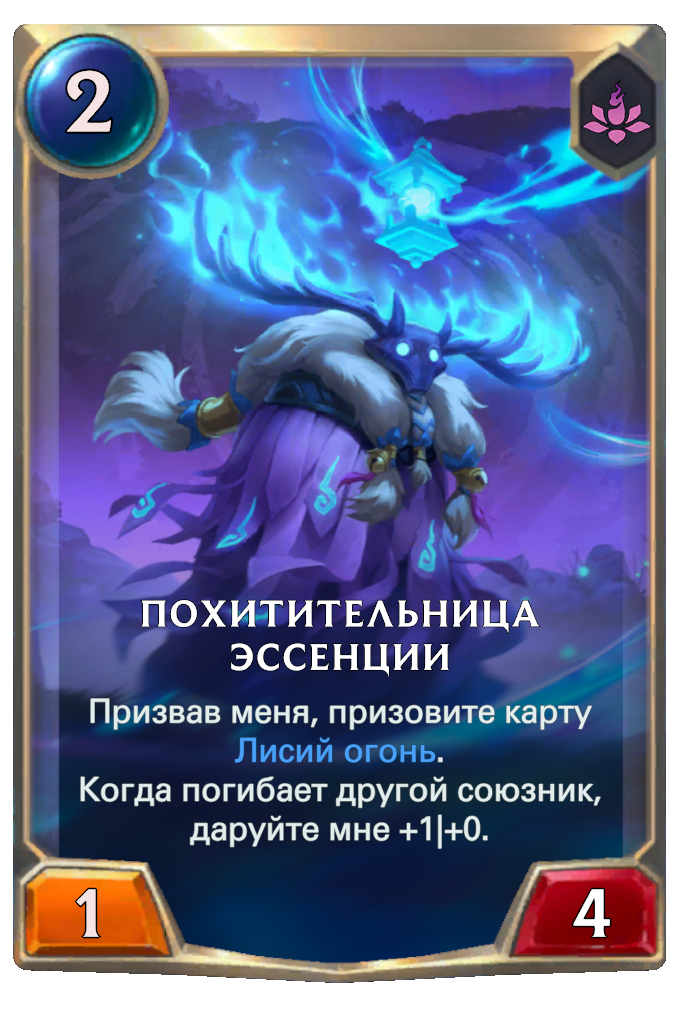 2
ПОХИТИТЕЛЬНИЦА
ЭССЕНЦИИ
Призвав меня, призовите карту
Лисий огонь.
Когда погибает другой союзник,
даруйте мне +1|+0.
1
4